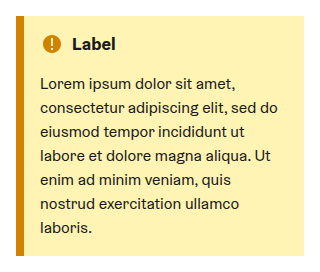 Label
Lorem ipsum dolor sit amet,
consectetur adipiscing elit, sed do
eiusmod tempor incididunt ut
labore et dolore magna aliqua. Ut
enim ad minim veniam, quis
nostrud exercitation ullamco
laboris.